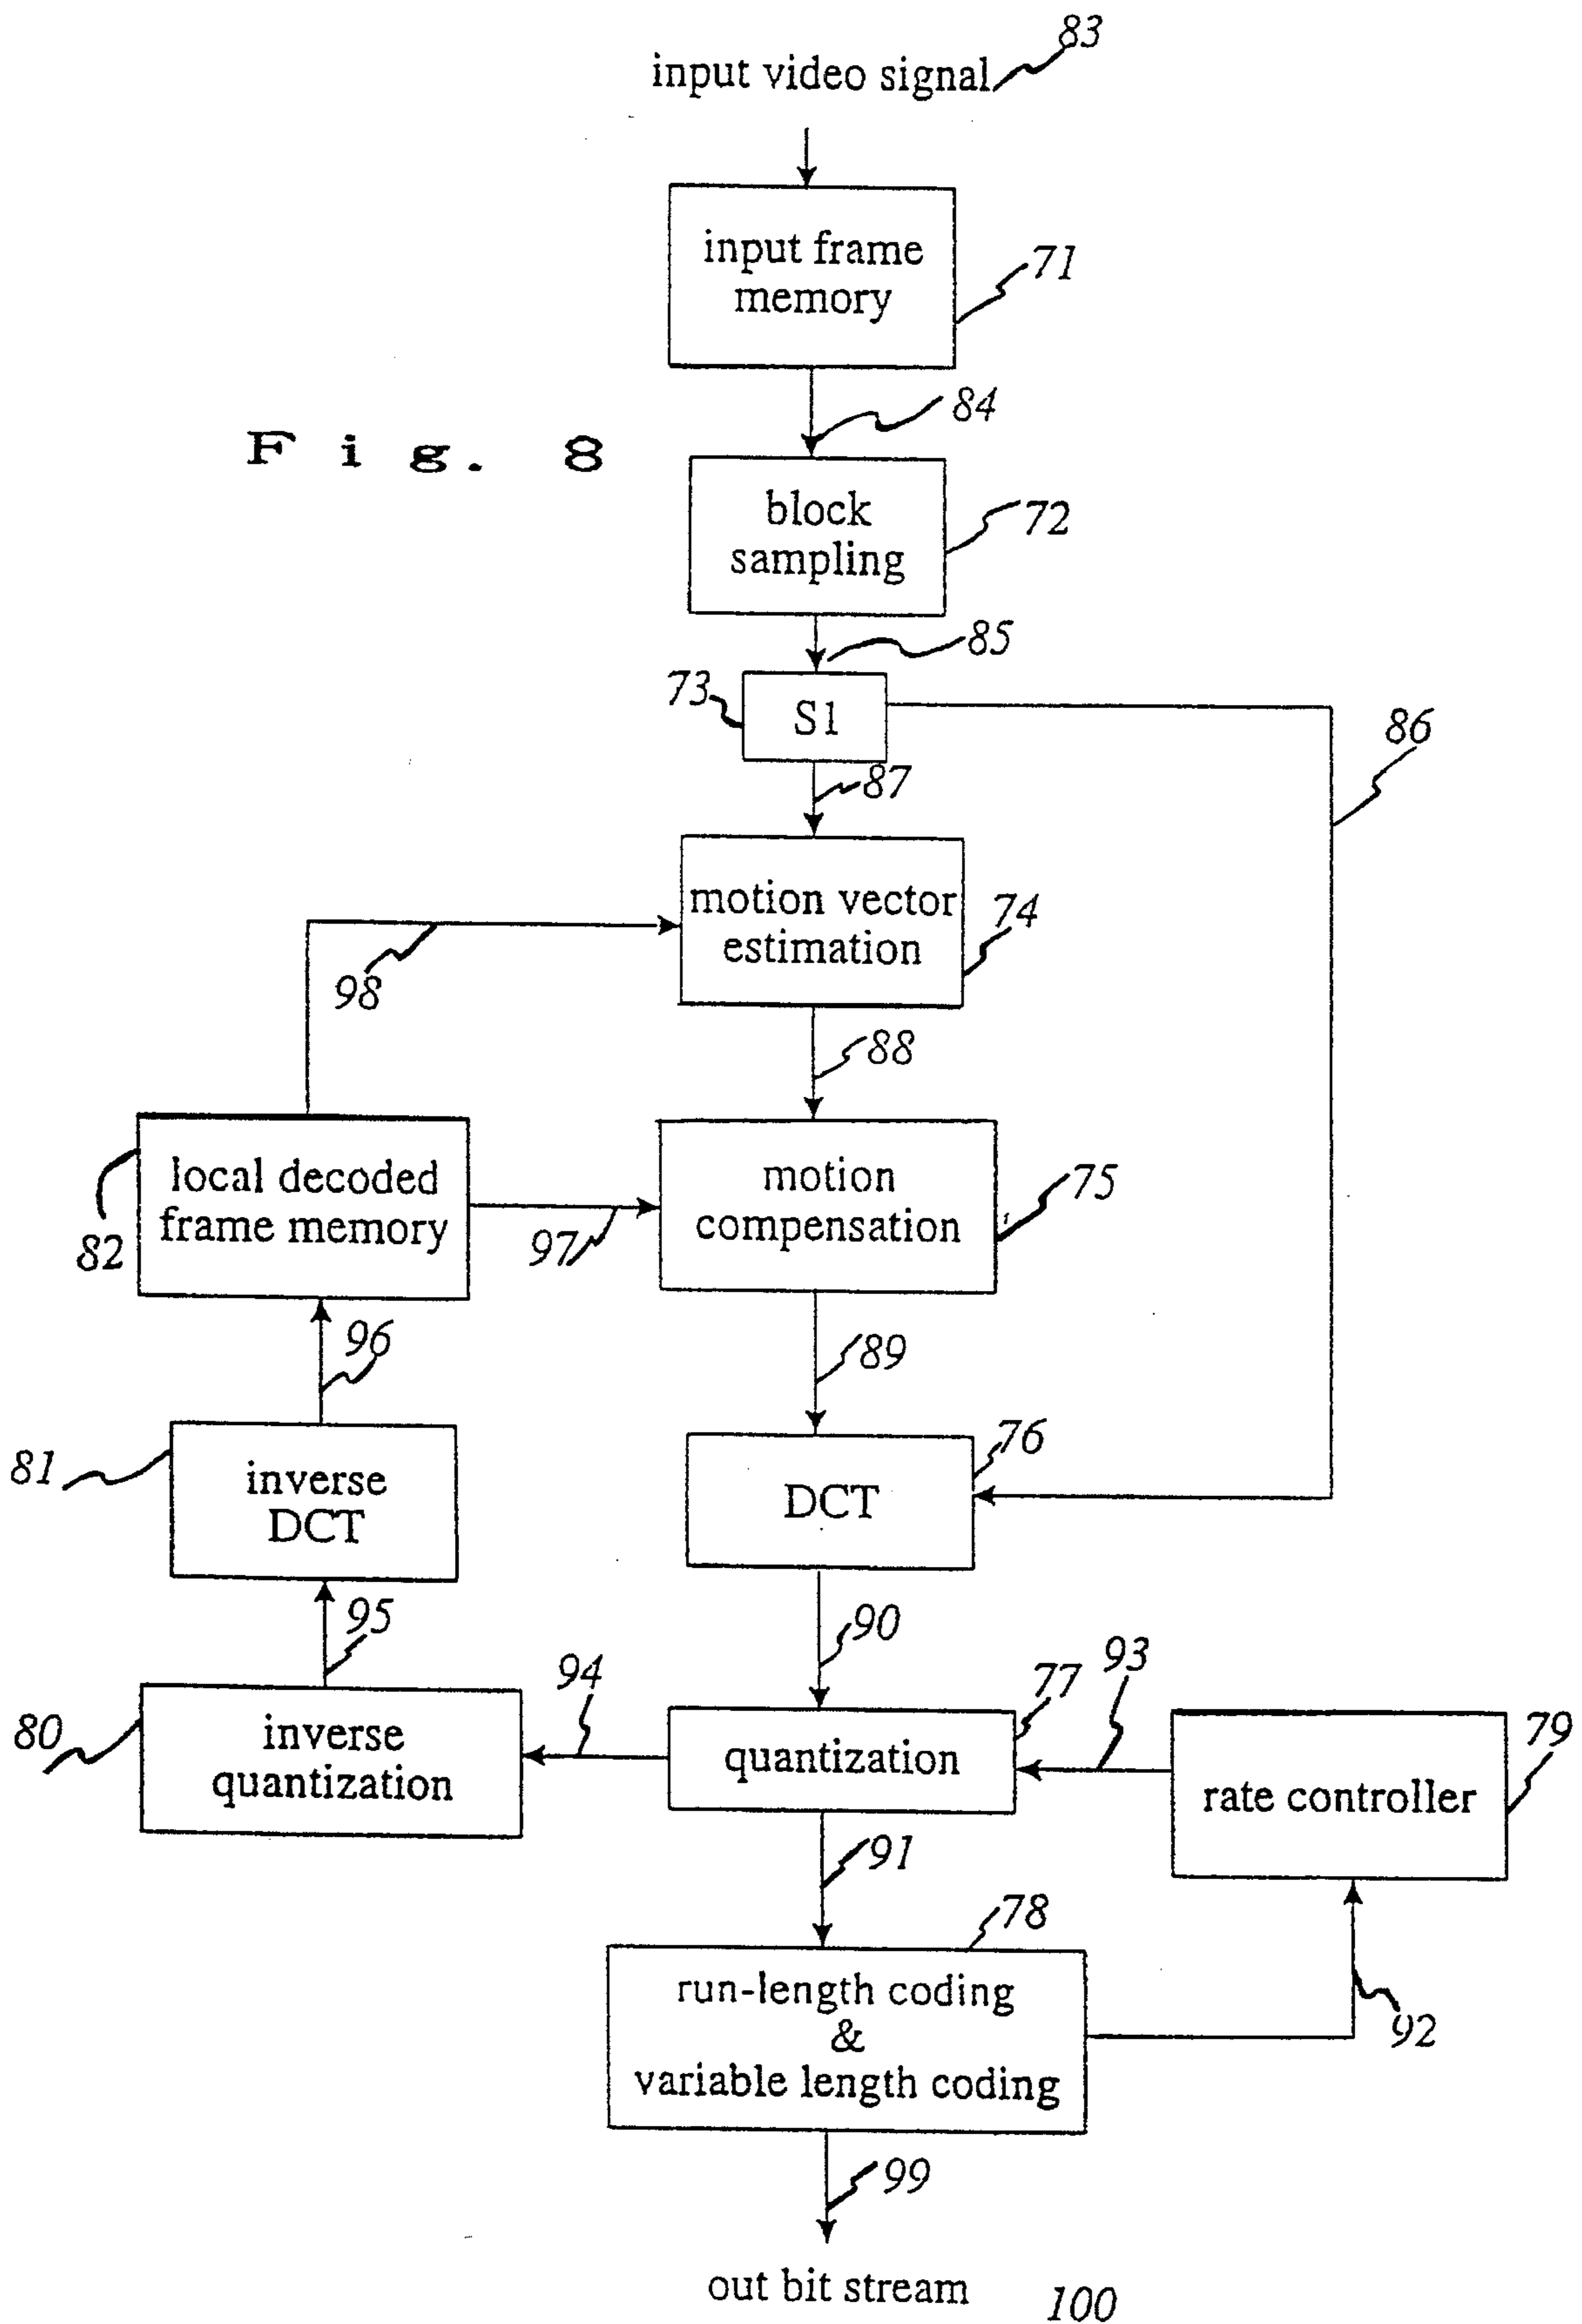 83
input video signal
input frame
memory
71
84
Fig. 8
block
sampling
72
85
73
S1
86
87
motion vector
estimation
74
98
88
local decoded
frame memory
82
motion
compensation
75
97
96
89
81
inverse
DCT
76
DCT
95
90
94
77
93
80
inverse
quantization
quantization
79
rate controller
91
78
run-length coding
&
variable length coding
92
99
out bit stream
100